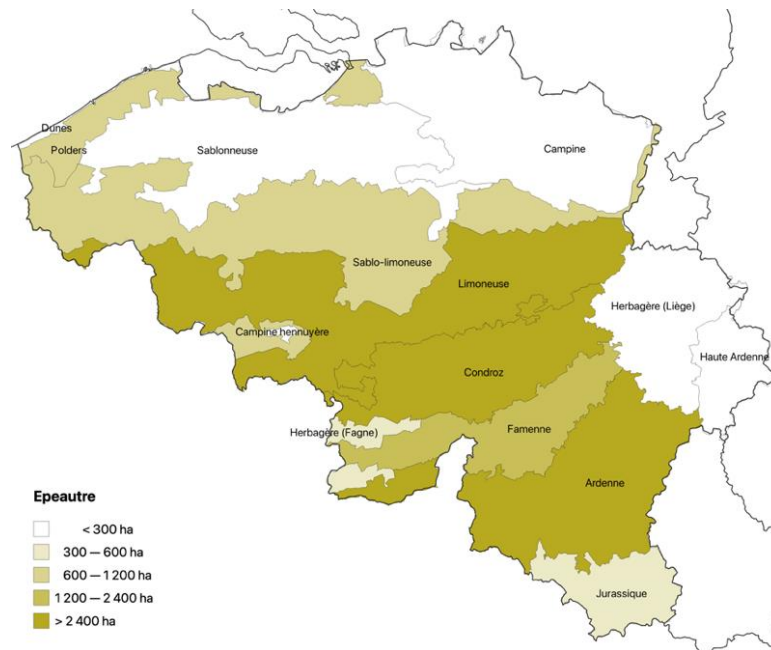 Dunes
Polders
Sablonneuse
Campine
Sablo-limoneuse
Limoneuse
Herbagère (Liège)
Campine hennuyère
Haute Ardenne
Condroz
Herbagère (Fagne)
Famenne
Ardenne
Jurassique
Epeautre
< 300 ha
300 — 600 ha
600 — 1 200 ha
1 200 — 2 400 ha
> 2 400 ha